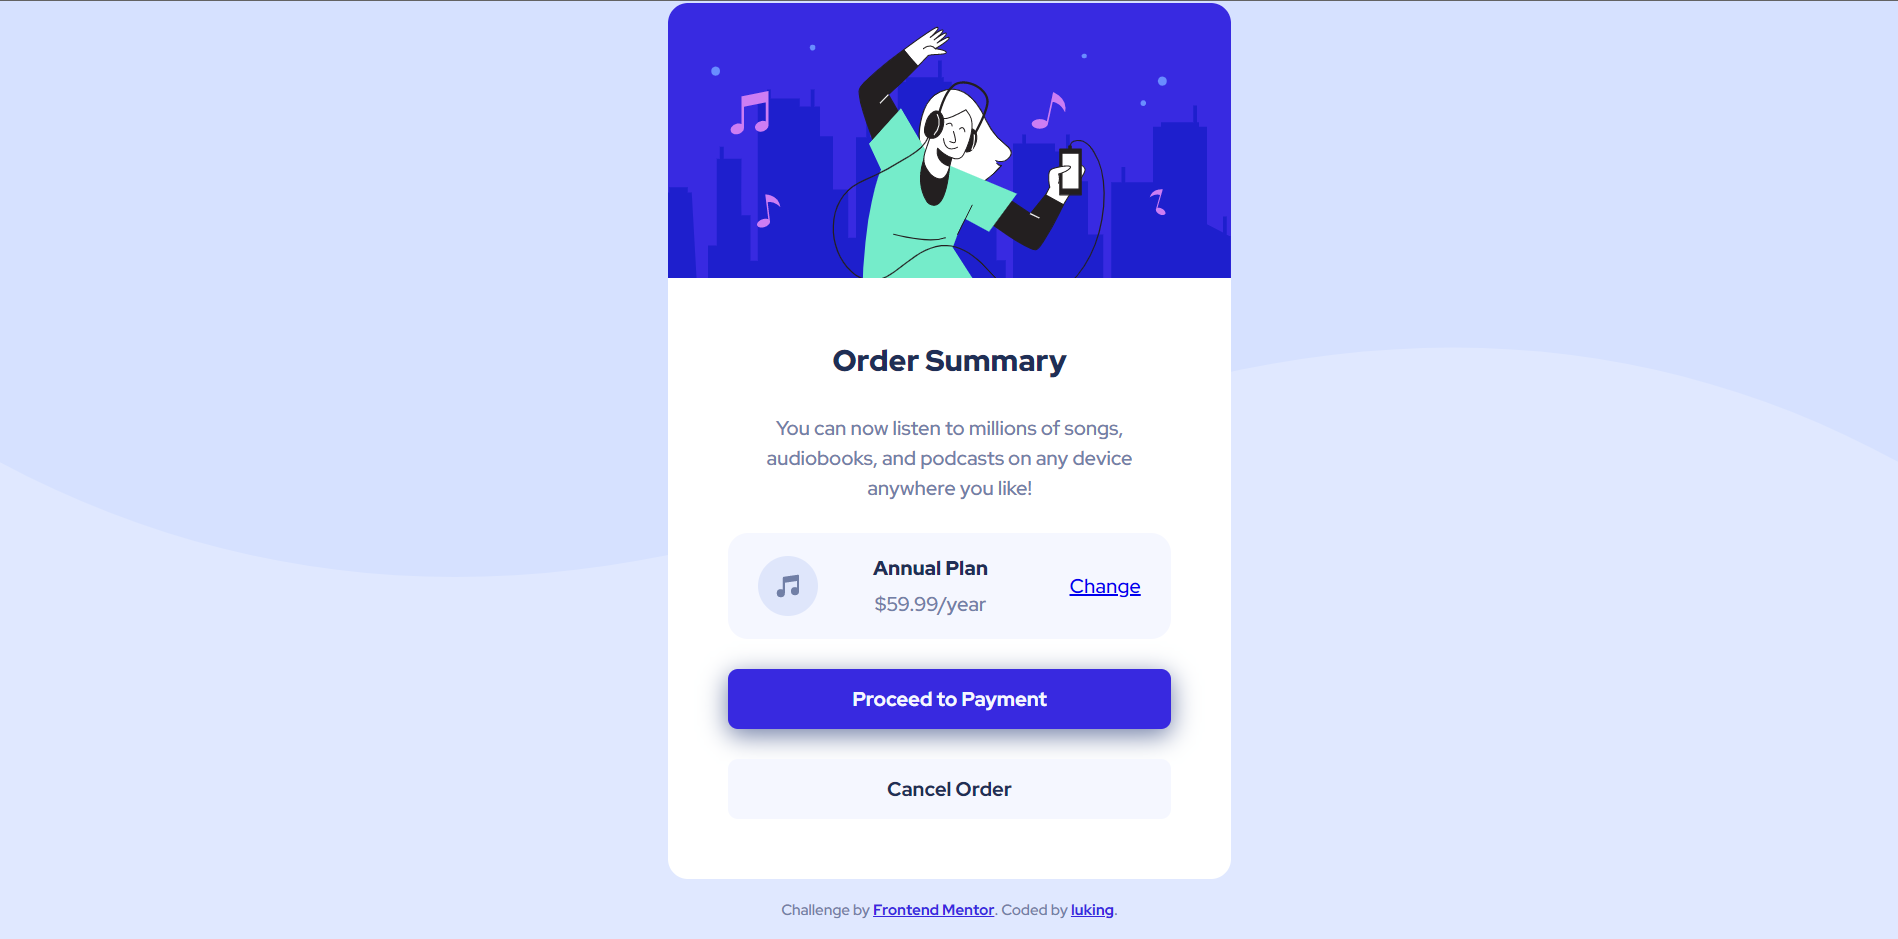 Order Summary
You can now listen to millions of songs,
audiobooks, and podcasts on any device
anywhere you like!
Annual Plan
$59.99/year
Change
Proceed to Payment
Cancel Order
Challenge by Frontend Mentor. Coded by luking.